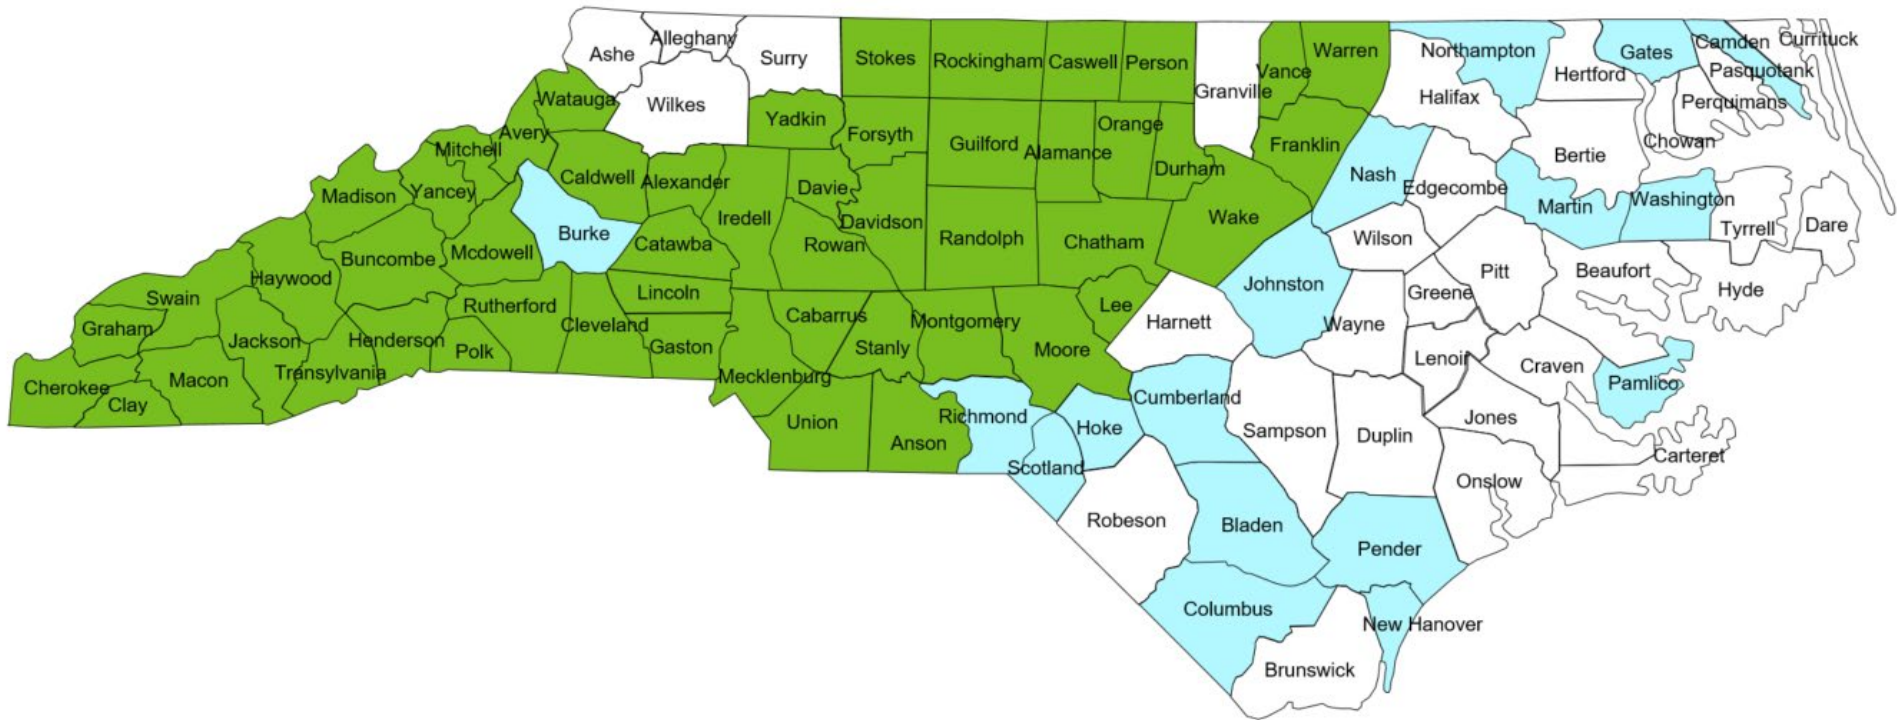 Ashe
Alleghany
Surry
Stokes
Rockingham
Caswell
Person
Granville
Vance
Warren
Northampton
Halifax
Hertford
Gates
Camden
Currituck
Pasquotank
Perquimans
Chowan
Watauga
Wilkes
Yadkin
Forsyth
Guilford
Alamance
Orange
Durham
Franklin
Nash
Edgecombe
Bertie
Martin
Washington
Tyrrell
Dare
Avery
Mitchell
Yancey
Madison
Caldwell
Alexander
Iredell
Davie
Davidson
Rowan
Randolph
Chatham
Wake
Wilson
Pitt
Beaufort
Hyde
Burke
Catawba
Mcdowell
Buncombe
Haywood
Swain
Graham
Jackson
Rutherford
Lincoln
Cleveland
Gaston
Cabarrus
Stanly
Montgomery
Moore
Lee
Harnett
Johnston
Wayne
Greene
Lenoir
Craven
Pamlico
Cherokee
Clay
Macon
Transylvania
Henderson
Polk
Mecklenburg
Union
Anson
Richmond
Hoke
Scotland
Cumberland
Sampson
Duplin
Jones
Carteret
Onslow
Robeson
Bladen
Pender
Columbus
New Hanover
Brunswick